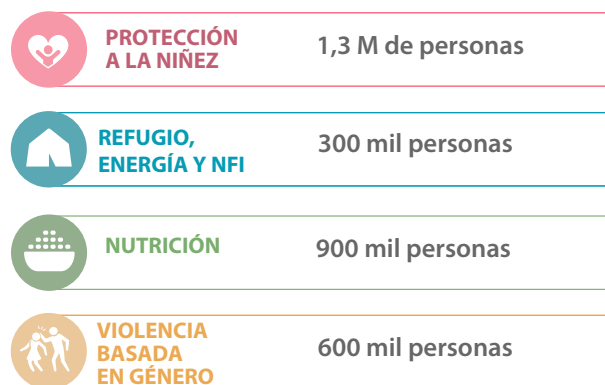 PROTECCIÓN
A LA NIÑEZ
1,3 M de personas
REFUGIO,
ENERGÍA Y NFI
300 mil personas
NUTRICIÓN
900 mil personas
VIOLENCIA
BASADA
EN GÉNERO
600 mil personas